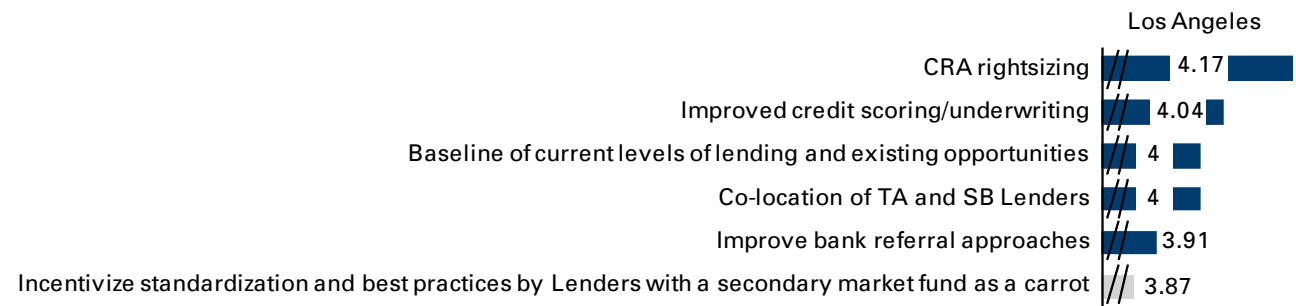 Los Angeles
CRA rightsizing 4.17
Improved credit scoring/underwriting 4.04
Baseline of current levels of lending and existing opportunities 4
Co-location of TA and SB Lenders 4
Improve bank referral approaches 3.91
Incentivize standardization and best practices by Lenders with a secondary market fund as a carrot 3.87